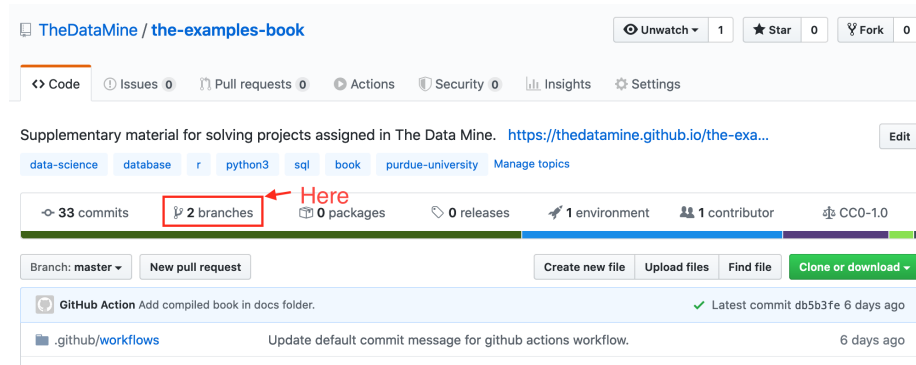 TheDataMine / the-examples-book
Unwatch 1 Star 0 Fork 0
Code Issues 0 Pull requests 0 Actions Security 0 Insights Settings
Supplementary material for solving projects assigned in The Data Mine. https://thedatamine.github.io/the-exa...
Edit
data-science database r python3 sql book purdue-university Manage topics
Here
33 commits 2 branches 0 packages 0 releases 1 environment 1 contributor CC0-1.0
Branch: master New pull request Create new file Upload files Find file Clone or download
GitHub Action Add compiled book in docs folder. Latest commit db5b3fe 6 days ago
.github/workflows Update default commit message for github actions workflow. 6 days ago